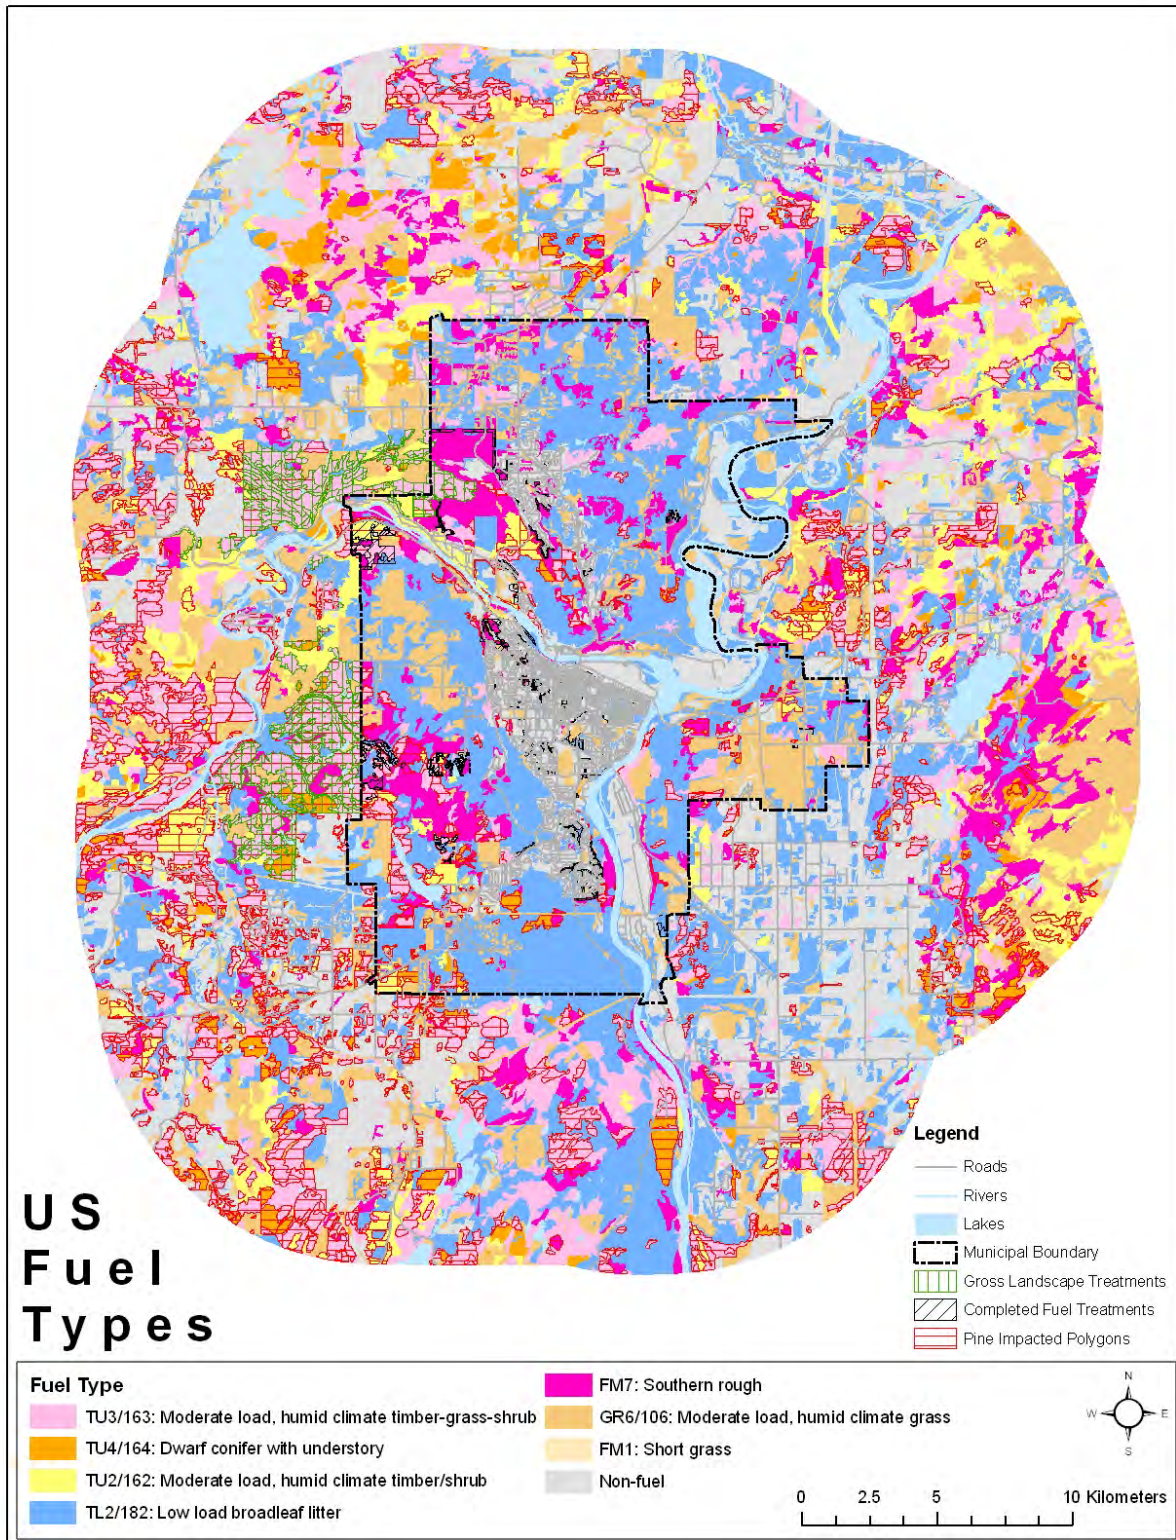 US
Fuel
Types
Legend
Roads
Rivers
Lakes
Municipal Boundary
Gross Landscape Treatments
Completed Fuel Treatments
Pine Impacted Polygons
Fuel Type
TU3/163: Moderate load, humid climate timber-grass-shrub
TU4/164: Dwarf conifer with understory
TU2/162: Moderate load, humid climate timber/shrub
TL2/182: Low load broadleaf litter
FM7: Southern rough
GR6/106: Moderate load, humid climate grass
FM1: Short grass
Non-fuel
N
W E
S
0 2.5 5 10 Kilometers